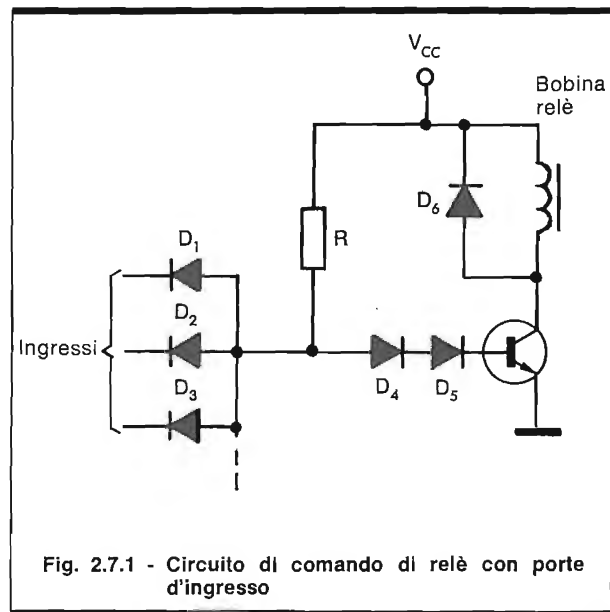 V_CC
Bobina
relè
D₆
R
D₁
D₂
Ingressi
D₃
D₄
D₅
Fig. 2.7.1 - Circuito di comando di relè con porte
d'ingresso